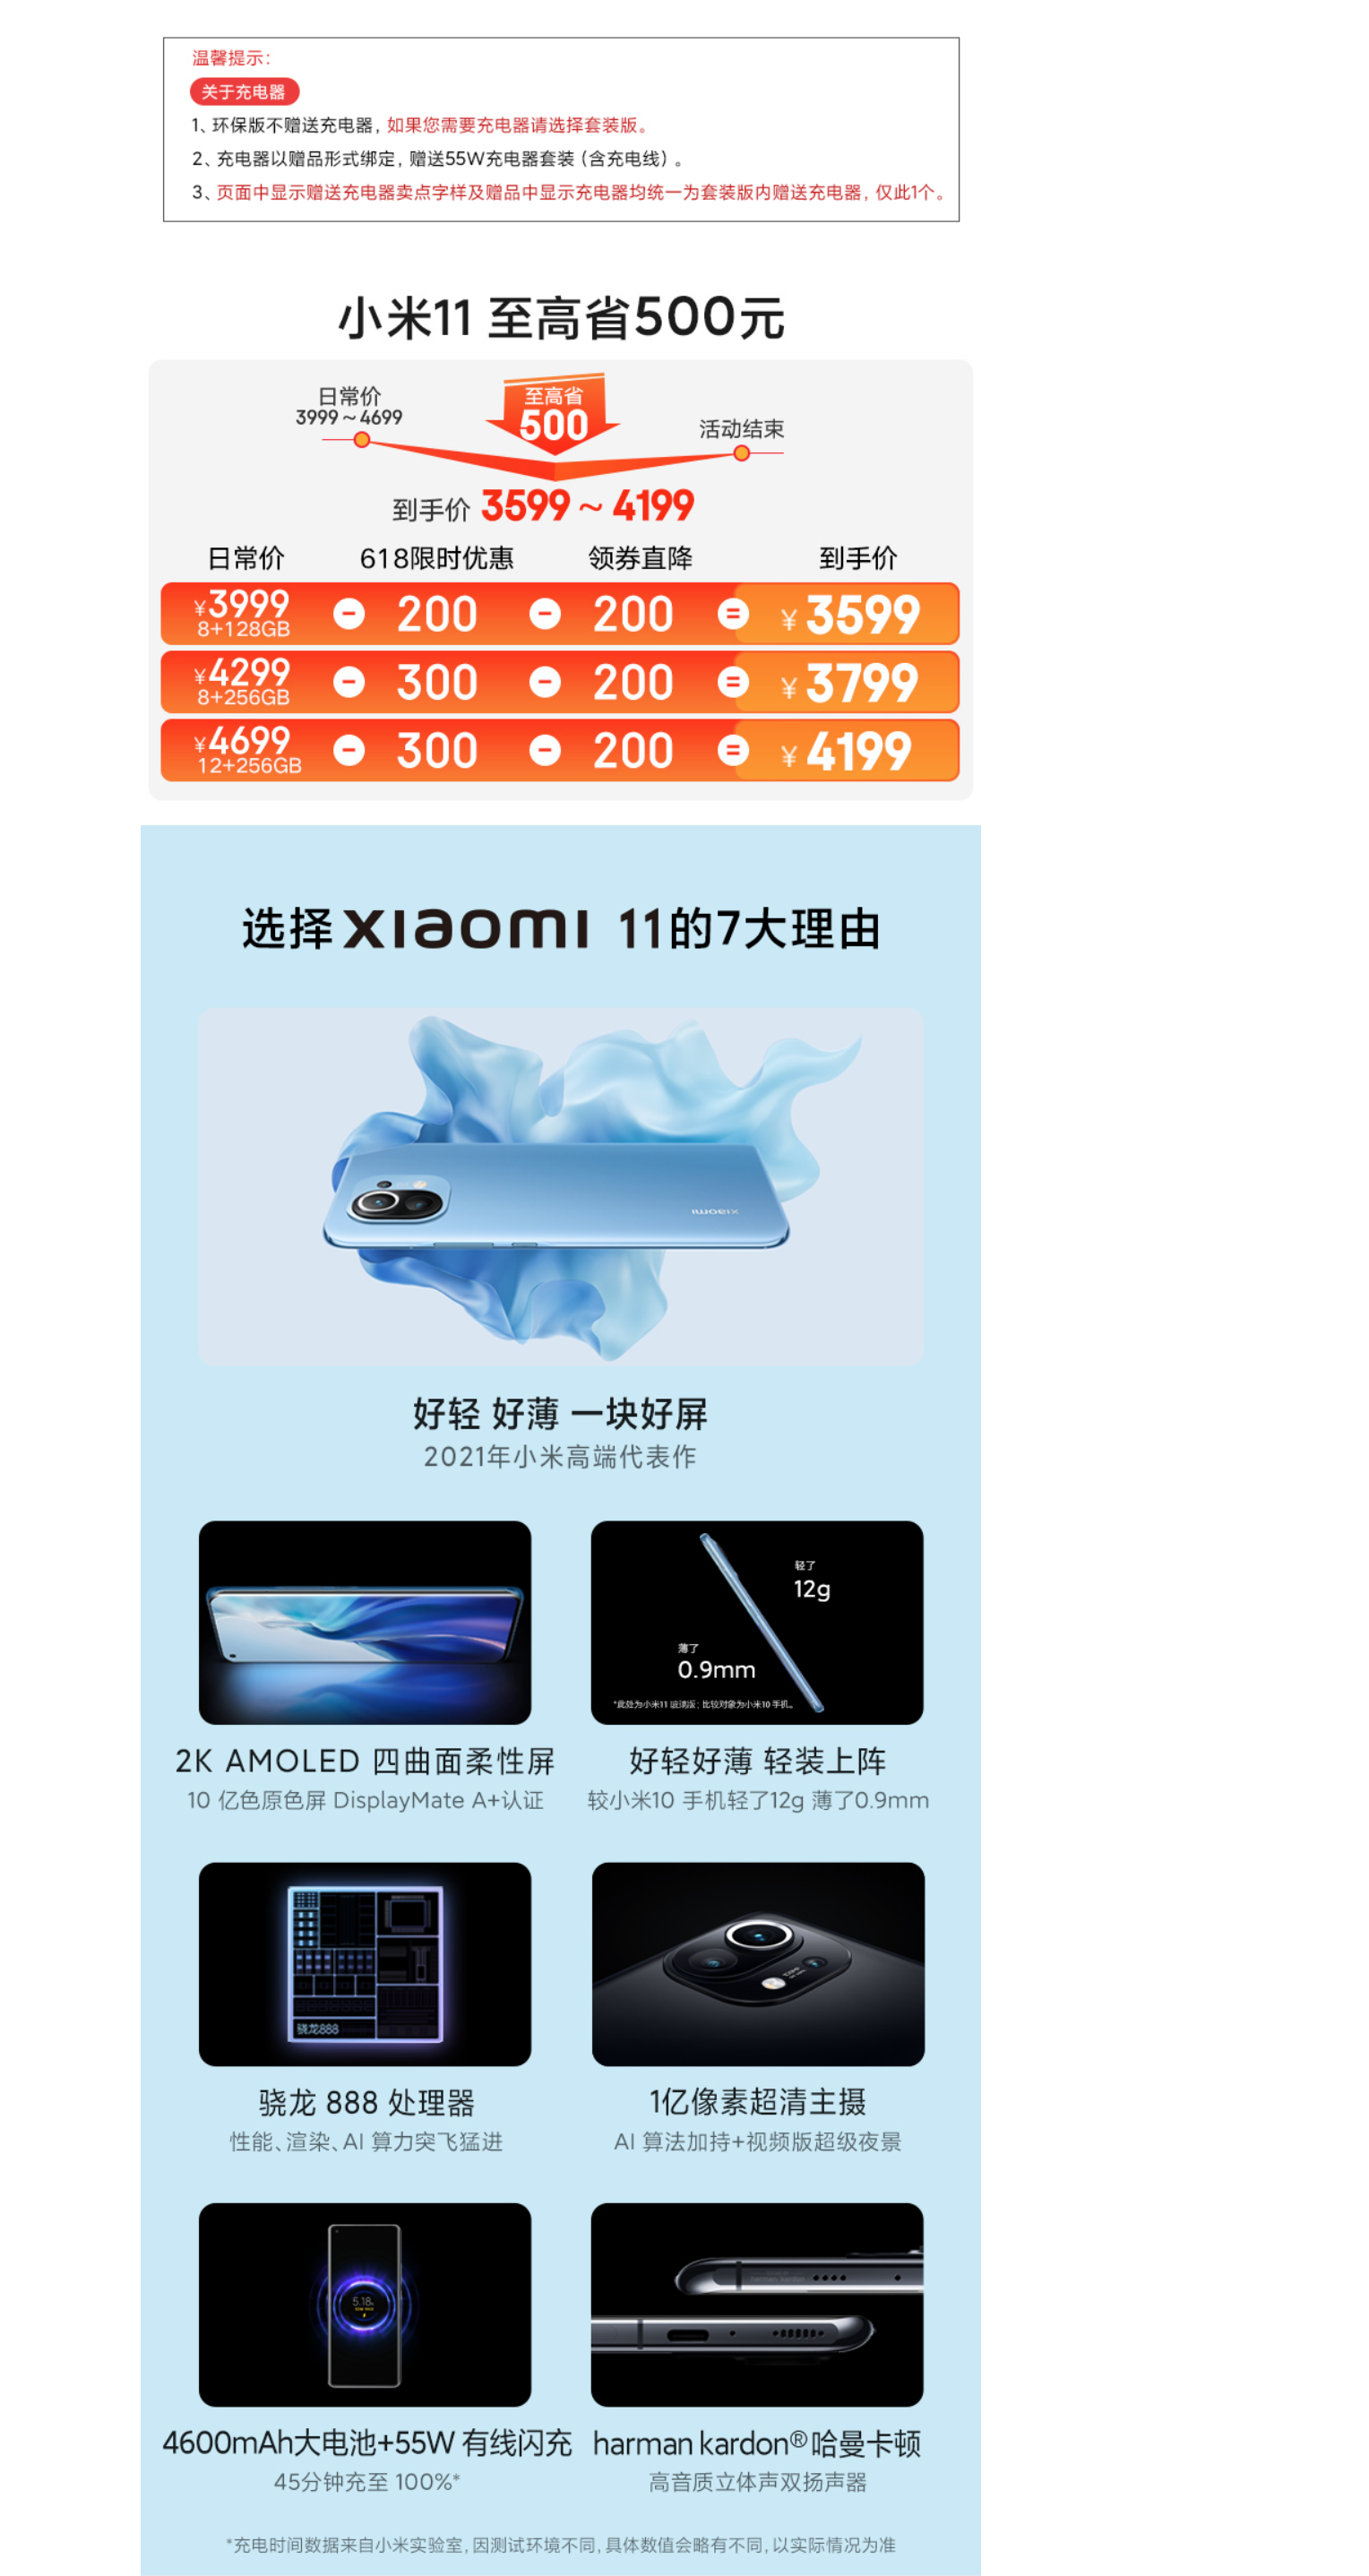 温馨提示：
关于充电器
1、环保版不赠送充电器，如果您需要充电器请选择套装版。
2、充电器以赠品形式绑定，赠送55W充电器套装（含充电线）。
3、页面中显示赠送充电器卖点字样及赠品中显示充电器均统一为套装版内赠送充电器，仅此1个。
小米11 至高省500元
日常价
3999～4699
至高省
500
活动结束
到手价 3599～4199
日常价 618限时优惠 领券直降 到手价
¥3999 - 200 - 200 = ¥3599
8+128GB
¥4299 - 300 - 200 = ¥3799
8+256GB
¥4699 - 300 - 200 = ¥4199
12+256GB
选择xiaomi 11的7大理由
xiaomi
好轻 好薄 一块好屏
2021年小米高端代表作
轻了
12g
薄了
0.9mm
*此处为小米11 玻璃版；比较对象为小米10 手机。
2K AMOLED 四曲面柔性屏
10 亿色原色屏 DisplayMate A+认证
好轻好薄 轻装上阵
较小米10 手机轻了12g 薄了0.9mm
骁龙888
骁龙 888 处理器
性能、渲染、AI 算力突飞猛进
1亿像素超清主摄
AI 算法加持+视频版超级夜景
harman kardon
4600mAh大电池+55W 有线闪充
45分钟充至 100%*
harman kardon®哈曼卡顿
高音质立体声双扬声器
*充电时间数据来自小米实验室，因测试环境不同，具体数值会略有不同，以实际情况为准